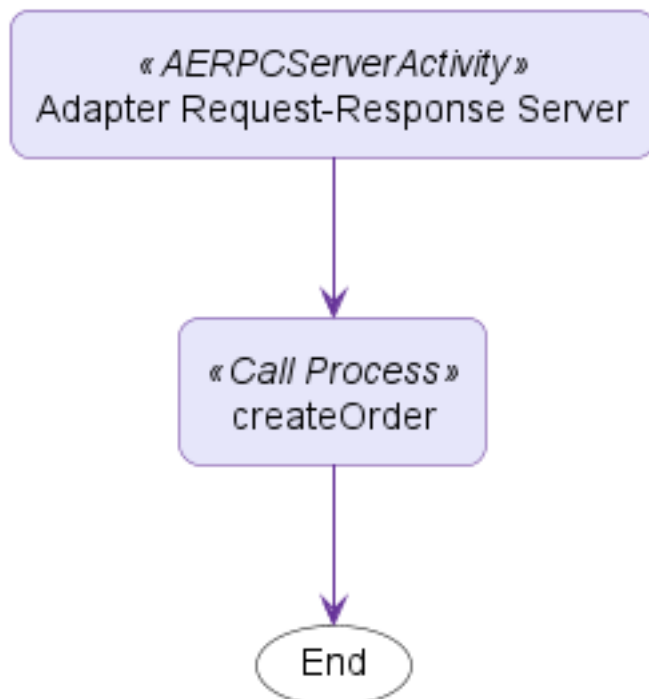 «AERPCServerActivity»
Adapter Request-Response Server
«Call Process»
createOrder
End